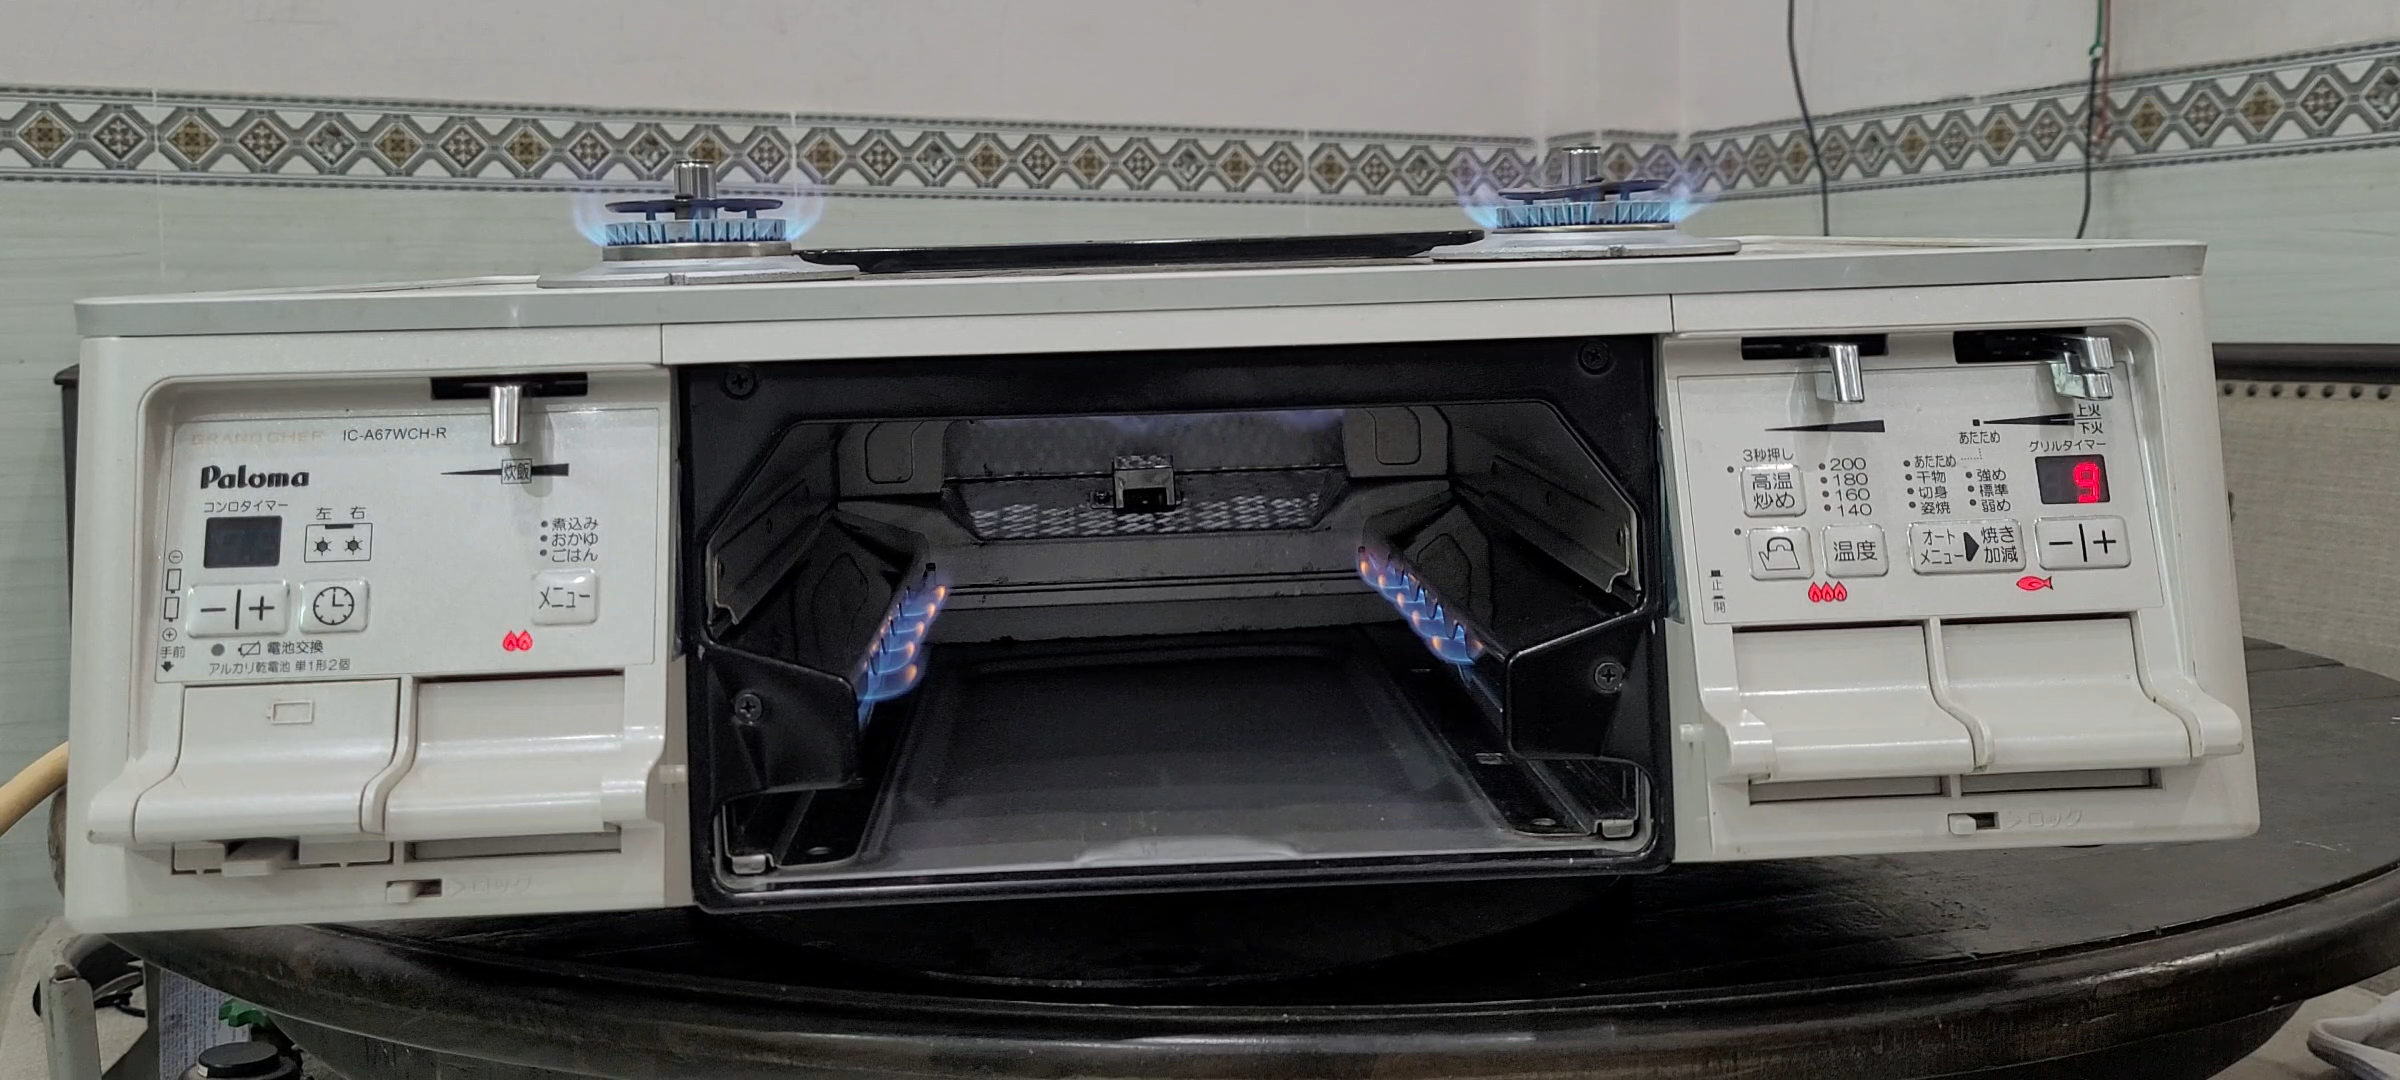 GRAND CHEF IC-A67WCH-R
Paloma
コンロタイマー
左 右
炊飯
煮込み
おかゆ
ごはん
メニュー
− | +
手前
電池交換
アルカリ乾電池 単1形2個
3秒押し
高温
炒め
200
180
160
140
温度
あたため
上火
下火
グリルタイマー
9
あたため
干物
切身
姿焼
強め
標準
弱め
オート
メニュー
焼き
加減
− | +
止
開
ロック
ロック